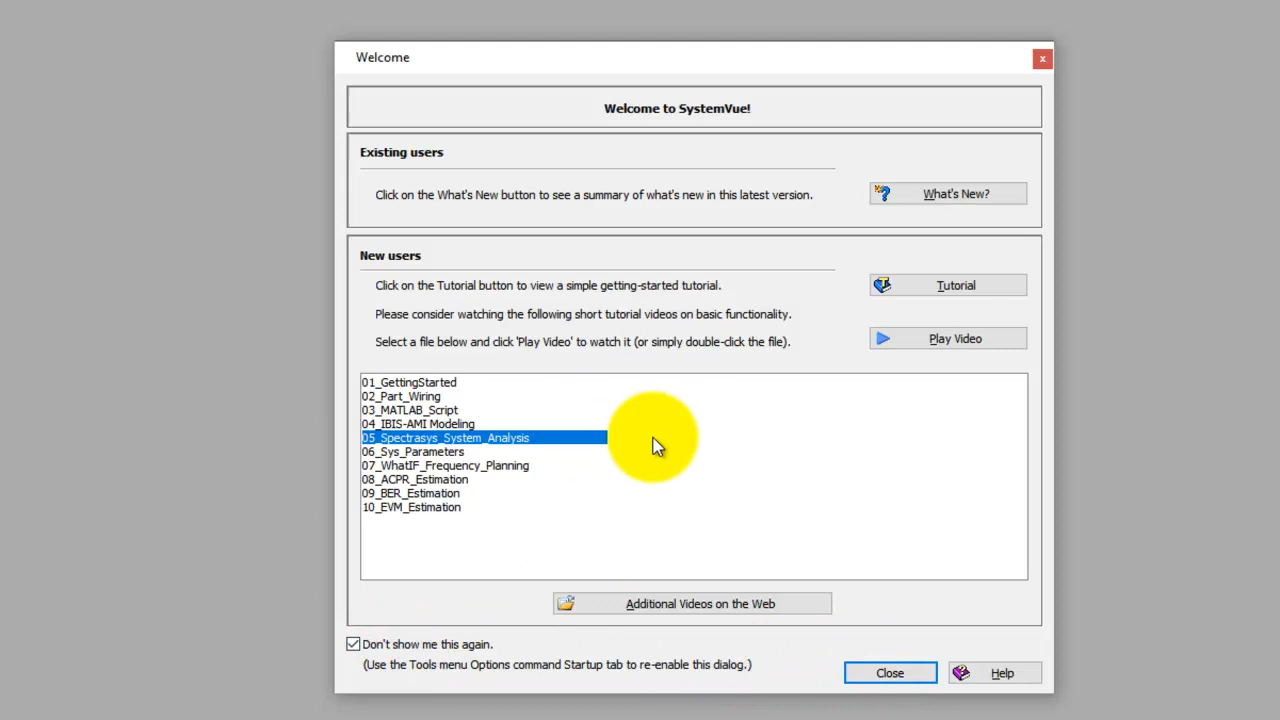 Welcome
x
Welcome to SystemVue!
Existing users
Click on the What's New button to see a summary of what's new in this latest version.
What's New?
New users
Click on the Tutorial button to view a simple getting-started tutorial.
Tutorial
Please consider watching the following short tutorial videos on basic functionality.
Select a file below and click 'Play Video' to watch it (or simply double-click the file).
Play Video
01_GettingStarted
02_Part_Wiring
03_MATLAB_Script
04_IBIS-AMI Modeling
05_Spectrasys_System_Analysis
06_Sys_Parameters
07_WhatIF_Frequency_Planning
08_ACPR_Estimation
09_BER_Estimation
10_EVM_Estimation
Additional Videos on the Web
Don't show me this again.
(Use the Tools menu Options command Startup tab to re-enable this dialog.)
Close
Help